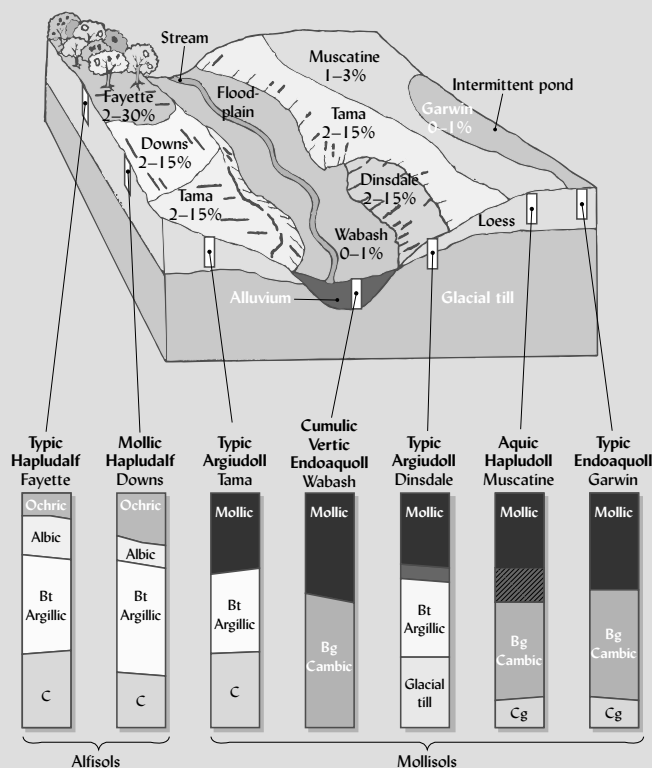 Stream
Muscatine
1–3%
Intermittent pond
Fayette
2–30%
Flood-
plain
Garwin
0–1%
Tama
2–15%
Downs
2–15%
Dinsdale
2–15%
Tama
2–15%
Loess
Wabash
0–1%
Alluvium
Glacial till
Typic
Hapludalf
Fayette
Mollic
Hapludalf
Downs
Typic
Argiudoll
Tama
Cumulic
Vertic
Endoaquoll
Wabash
Typic
Argiudoll
Dinsdale
Aquic
Hapludoll
Muscatine
Typic
Endoaquoll
Garwin
Ochric
Albic
Bt
Argillic
C
Ochric
Albic
Bt
Argillic
C
Mollic
Bt
Argillic
C
Mollic
Bg
Cambic
Mollic
Bt
Argillic
Glacial
till
Mollic
Bg
Cambic
Cg
Mollic
Bg
Cambic
Cg
Alfisols
Mollisols